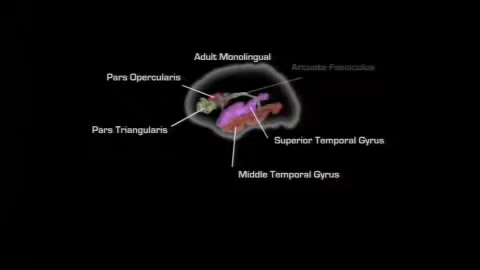 Adult Monolingual
Arcuate Fasciculus
Pars Opercularis
Pars Triangularis
Superior Temporal Gyrus
Middle Temporal Gyrus